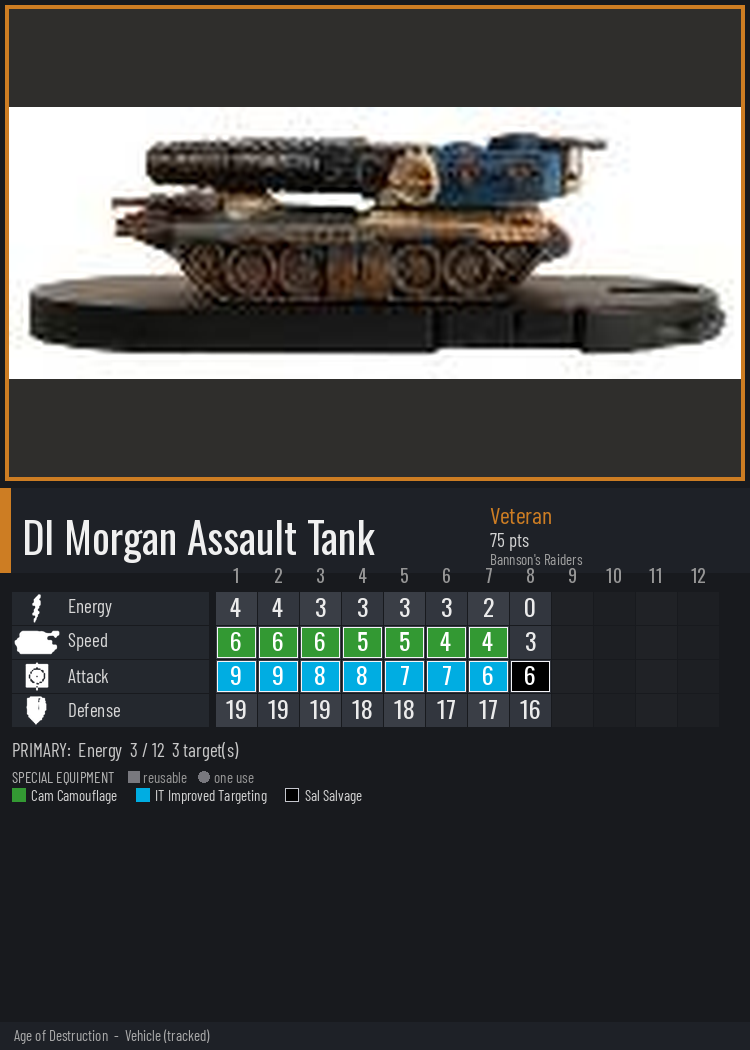 DI Morgan Assault Tank
Veteran
75 pts
Bannson's Raiders
1 2 3 4 5 6 7 8 9 10 11 12
Energy 4 4 3 3 3 3 2 0
Speed 6 6 6 5 5 4 4 3
Attack 9 9 8 8 7 7 6 6
Defense 19 19 19 18 18 17 17 16
PRIMARY: Energy 3 / 12 3 target(s)
SPECIAL EQUIPMENT reusable one use
Cam Camouflage IT Improved Targeting Sal Salvage
Age of Destruction - Vehicle (tracked)